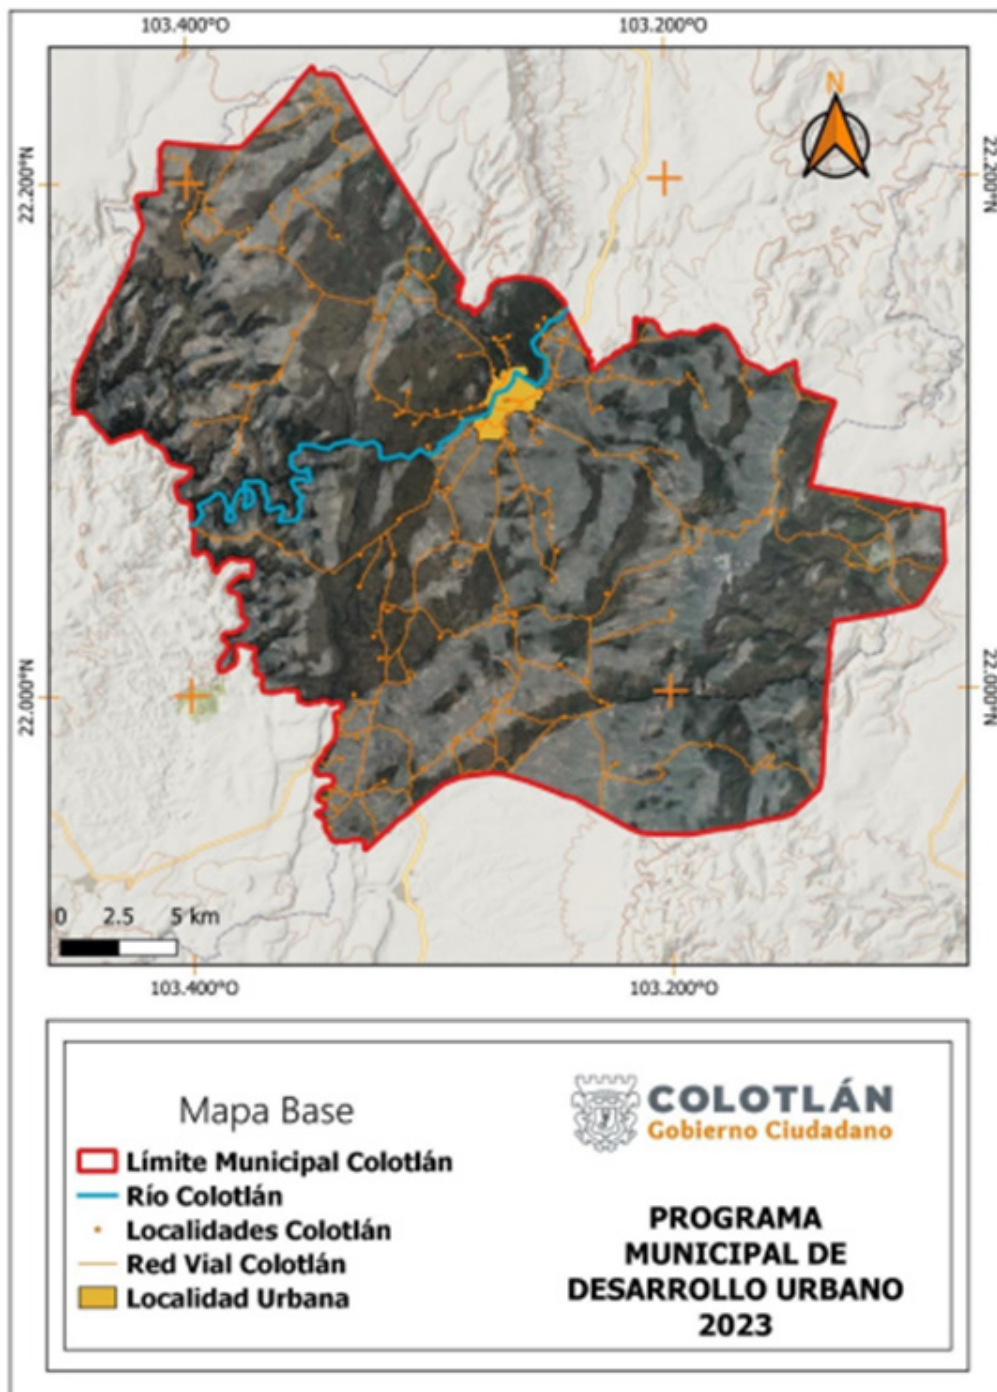 103.400°O 103.200°O
N
22.200°N 22.200°N
22.000°N 22.000°N
0 2.5 5 km
103.400°O 103.200°O
Mapa Base
Límite Municipal Colotlán
Río Colotlán
Localidades Colotlán
Red Vial Colotlán
Localidad Urbana
COLOTLÁN
Gobierno Ciudadano
PROGRAMA
MUNICIPAL DE
DESARROLLO URBANO
2023